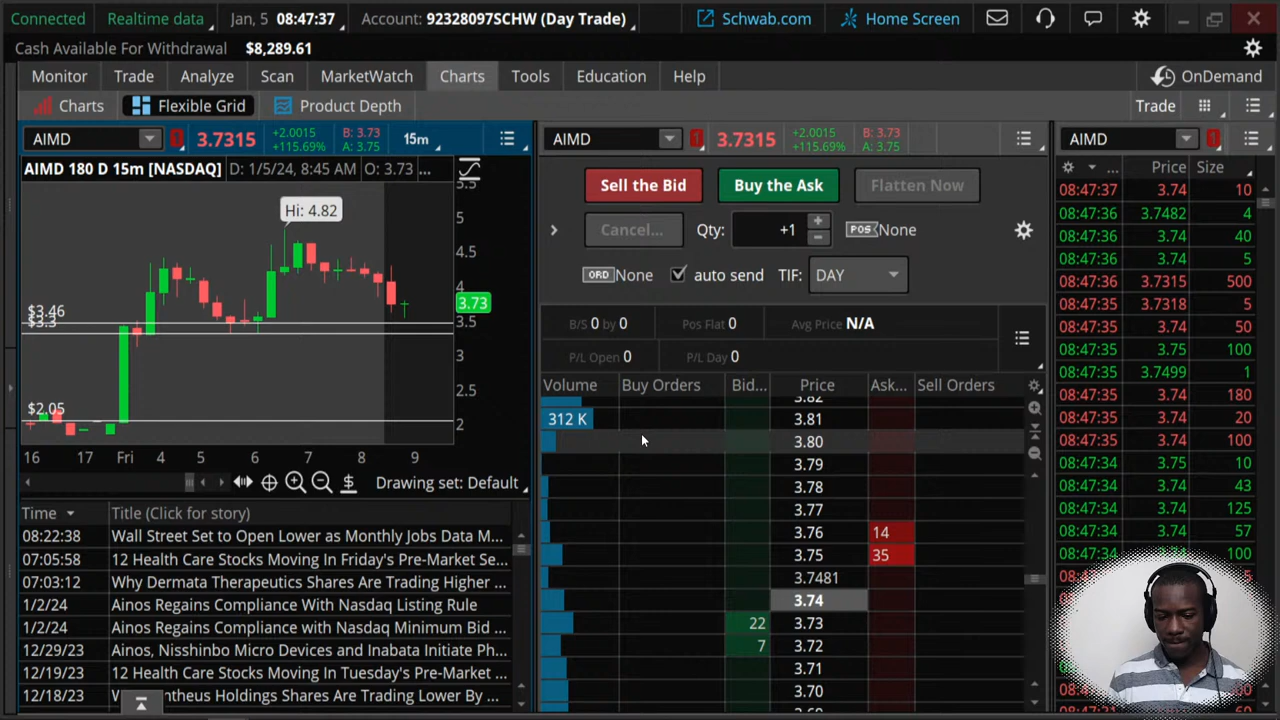 Connected Realtime data Jan, 5 08:47:37 Account: 92328097SCHW (Day Trade) Schwab.com Home Screen
Cash Available For Withdrawal $8,289.61
Monitor Trade Analyze Scan MarketWatch Charts Tools Education Help OnDemand
Charts Flexible Grid Product Depth Trade
AIMD 1 3.7315 +2.0015 +115.69% B: 3.73 A: 3.75 15m
AIMD 180 D 15m [NASDAQ] D: 1/5/24, 8:45 AM O: 3.73 ...
Hi: 4.82
5.5
5
4.5
4
3.73
3.5
3
2.5
2
$3.46
$3.3
$2.05
16 17 Fri 4 5 6 7 8 9
Drawing set: Default
Time Title (Click for story)
08:22:38 Wall Street Set to Open Lower as Monthly Jobs Data M...
07:05:58 12 Health Care Stocks Moving In Friday's Pre-Market Se...
07:03:12 Why Dermata Therapeutics Shares Are Trading Higher ...
1/2/24 Ainos Regains Compliance With Nasdaq Listing Rule
1/2/24 Ainos Regains Compliance with Nasdaq Minimum Bid ...
12/29/23 Ainos, Nisshinbo Micro Devices and Inabata Initiate Ph...
12/19/23 12 Health Care Stocks Moving In Tuesday's Pre-Market ...
12/18/23 Shares Are Trading Lower By ...
AIMD 1 3.7315 +2.0015 +115.69% B: 3.73 A: 3.75
Sell the Bid Buy the Ask Flatten Now
Cancel... Qty: +1 POS None
ORD None auto send TIF: DAY
B/S 0 by 0 Pos Flat 0 Avg Price N/A
P/L Open 0 P/L Day 0
Volume Buy Orders Bid... Price Ask... Sell Orders
3.82
312 K 3.81
3.80
3.79
3.78
3.77
3.76 14
3.75 35
3.7481
3.74
22 3.73
7 3.72
3.71
3.70
AIMD 1
... Price Size
08:47:37 3.74 10
08:47:36 3.7482 4
08:47:36 3.74 40
08:47:36 3.74 5
08:47:36 3.7315 500
08:47:35 3.7318 5
08:47:35 3.74 50
08:47:35 3.75 100
08:47:35 3.7499 1
08:47:35 3.74 180
08:47:35 3.74 20
08:47:35 3.74 100
08:47:34 3.75 10
08:47:34 3.74 43
08:47:34 3.74 125
08:47:34 3.74 57
08:47:34 3.74 100